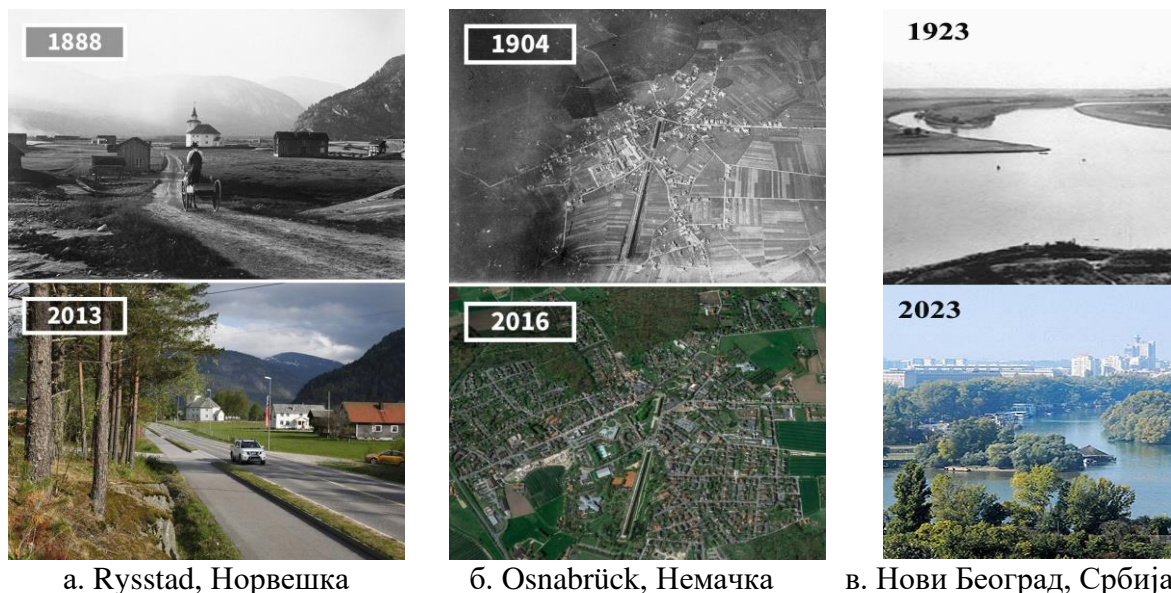 1888
1904
1923
2013
2016
2023
а. Rysstad, Норвешка
б. Osnabrück, Немачка
в. Нови Београд, Србија